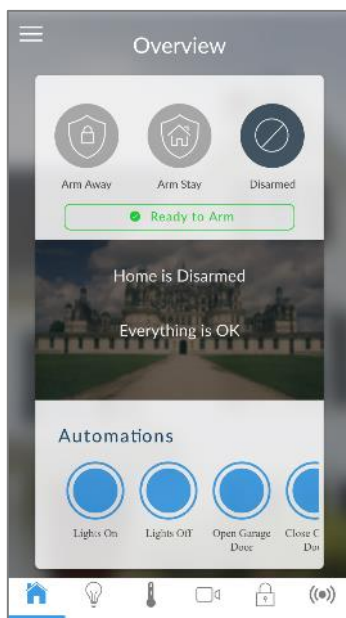 Overview
Arm Away Arm Stay Disarmed
Ready to Arm
Home is Disarmed
Everything is OK
Automations
Lights On Lights Off Open Garage Close
Door